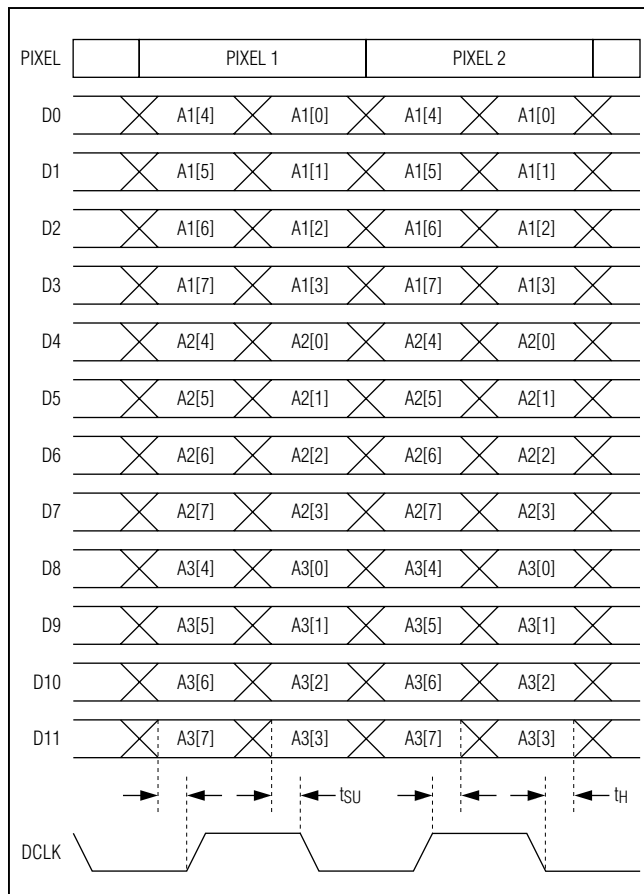 PIXEL PIXEL 1 PIXEL 2
D0 A1[4] A1[0] A1[4] A1[0]
D1 A1[5] A1[1] A1[5] A1[1]
D2 A1[6] A1[2] A1[6] A1[2]
D3 A1[7] A1[3] A1[7] A1[3]
D4 A2[4] A2[0] A2[4] A2[0]
D5 A2[5] A2[1] A2[5] A2[1]
D6 A2[6] A2[2] A2[6] A2[2]
D7 A2[7] A2[3] A2[7] A2[3]
D8 A3[4] A3[0] A3[4] A3[0]
D9 A3[5] A3[1] A3[5] A3[1]
D10 A3[6] A3[2] A3[6] A3[2]
D11 A3[7] A3[3] A3[7] A3[3]
tSU tH
DCLK